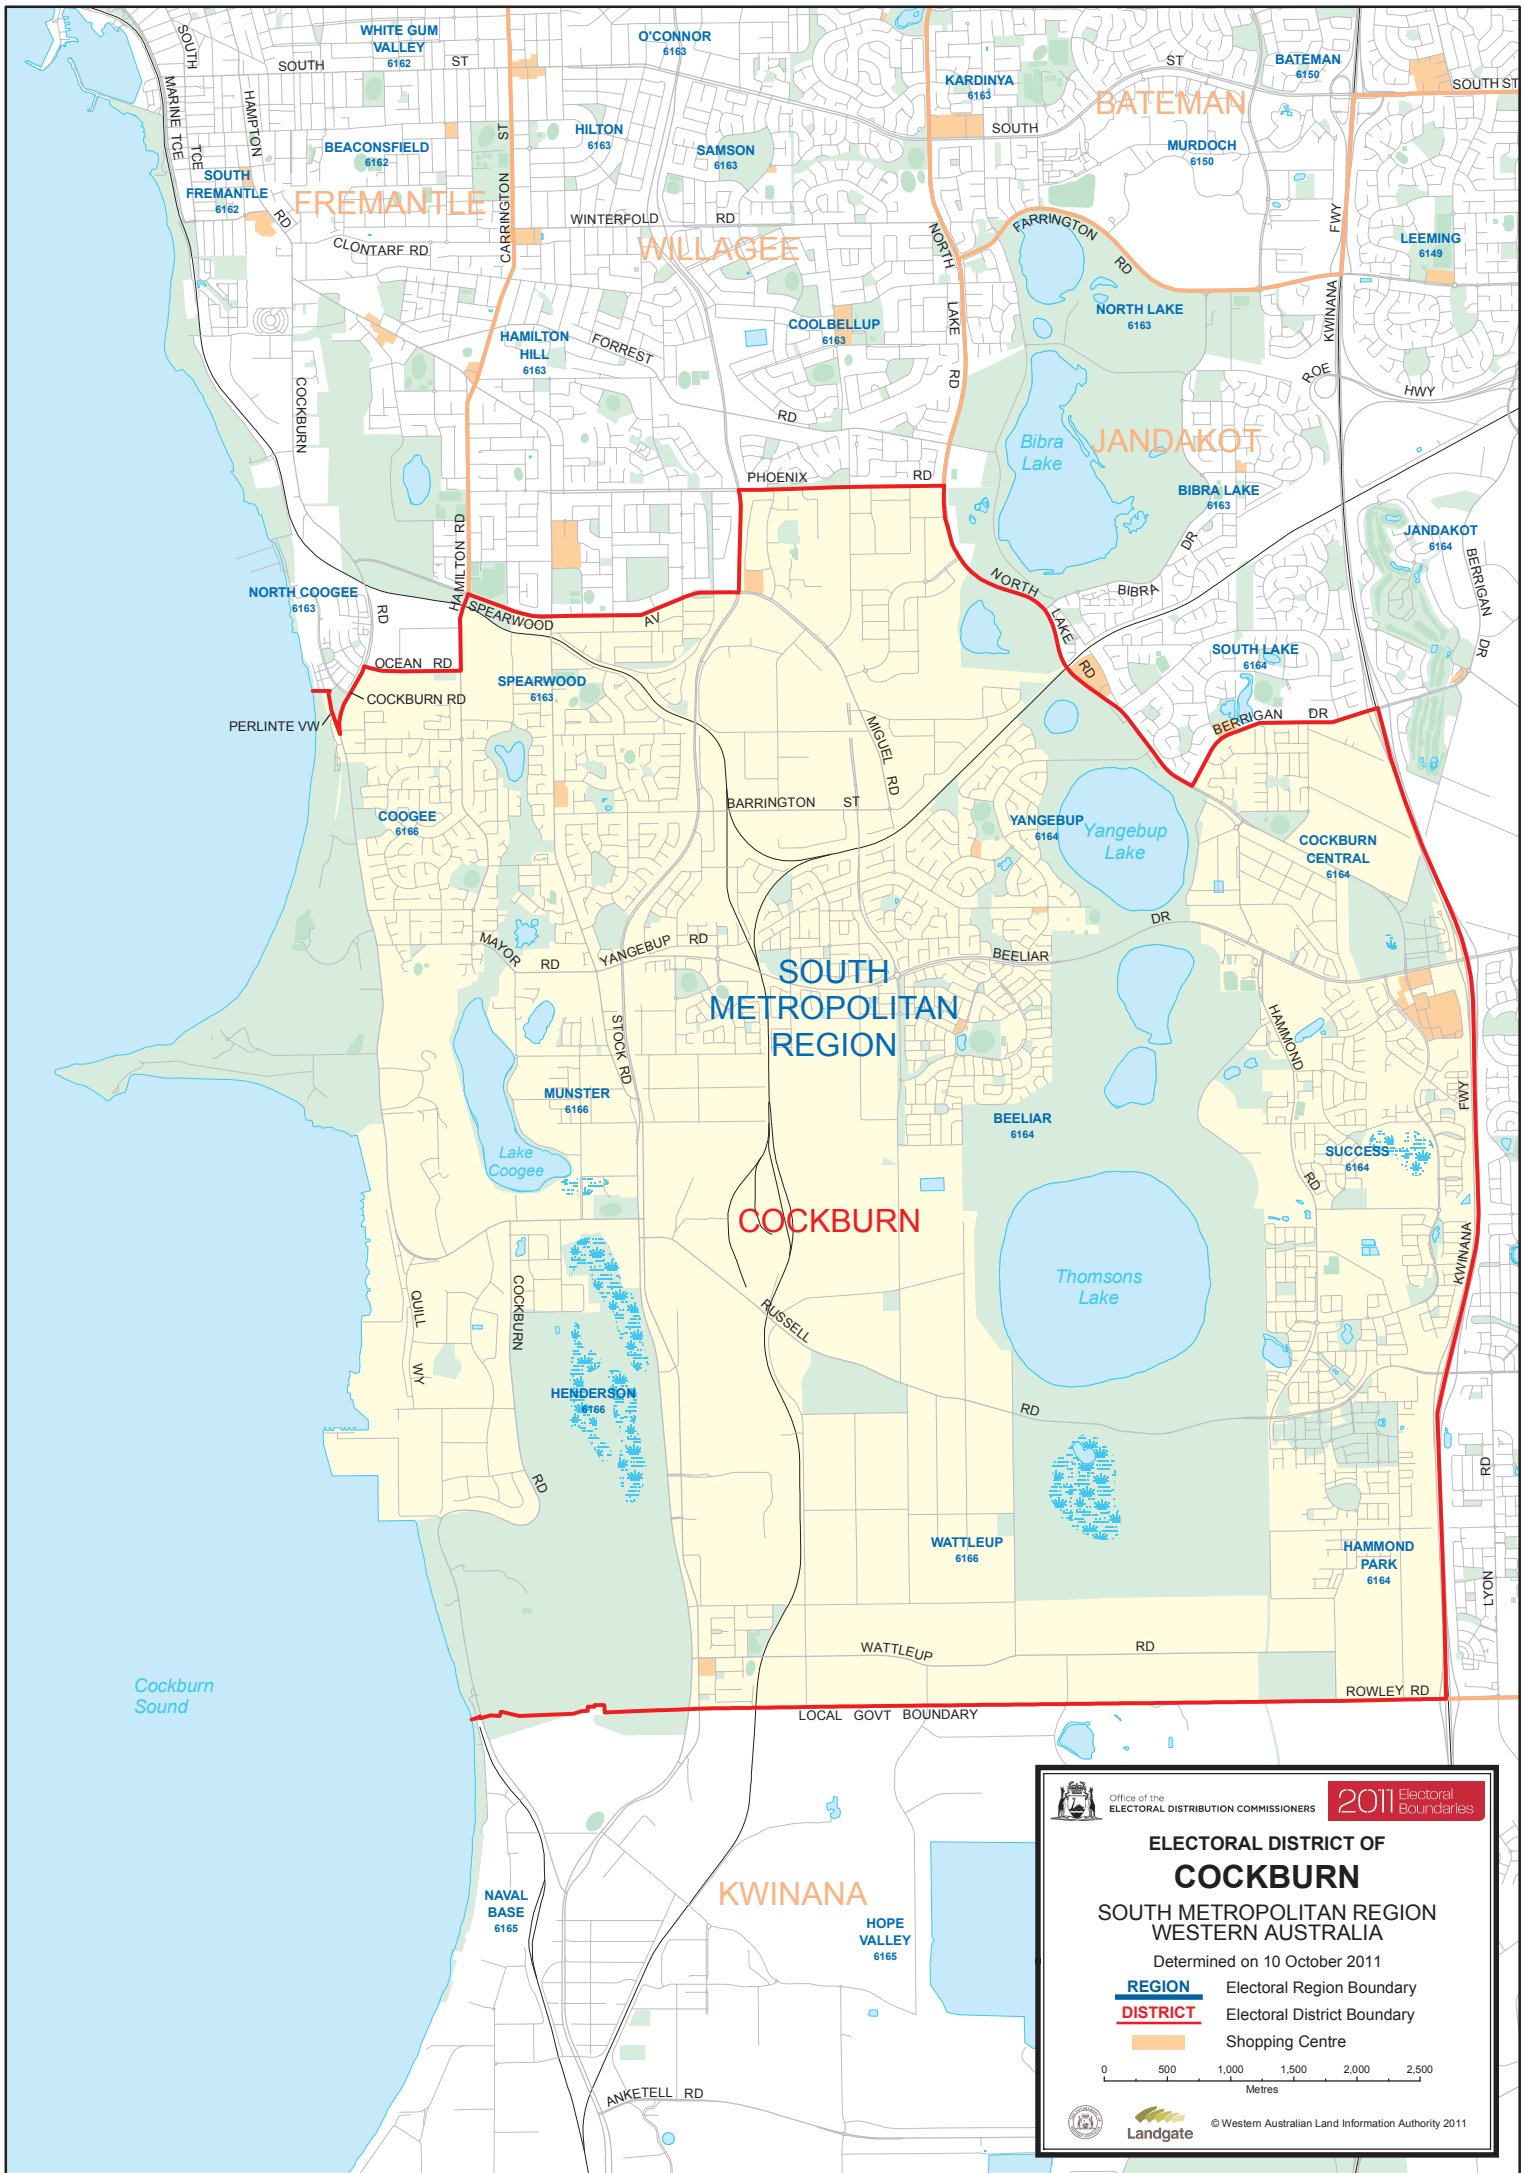 WHITE GUM
VALLEY
6162
O'CONNOR
6163
SOUTH
SOUTH
ST
ST
BATEMAN
6150
KARDINYA
6163
BATEMAN
SOUTH ST
MARINE TCE
HAMPTON
TCE
RD
BEACONSFIELD
6162
CARRINGTON ST
HILTON
6163
SAMSON
6163
SOUTH
MURDOCH
6150
SOUTH
FREMANTLE
6162
FREMANTLE
WINTERFOLD
RD
CLONTARF RD
WILLAGEE
NORTH
FARRINGTON
RD
FWY
LEEMING
6149
KWINANA
NORTH LAKE
6163
COOLBELLUP
6163
LAKE
RD
HAMILTON
HILL
6163
FORREST
RD
ROE
HWY
COCKBURN
Bibra
Lake
JANDAKOT
PHOENIX
RD
BIBRA LAKE
6163
JANDAKOT
6164
BERRIGAN
DR
HAMILTON RD
DR
BIBRA
NORTH
LAKE
RD
NORTH COOGEE
6163
RD
SPEARWOOD
AV
OCEAN RD
SOUTH LAKE
6164
SPEARWOOD
6163
COCKBURN RD
PERLINTE VW
BERRIGAN
DR
MIGUEL RD
BARRINGTON
ST
COOGEE
6166
YANGEBUP
6164
Yangebup
Lake
COCKBURN
CENTRAL
6164
DR
MAYOR
RD
YANGEBUP
RD
BEELIAR
SOUTH
METROPOLITAN
REGION
STOCK RD
HAMMOND
RD
MUNSTER
6166
FWY
BEELIAR
6164
Lake
Coogee
SUCCESS
6164
COCKBURN
KWINANA
Thomsons
Lake
QUILL
WY
COCKBURN
RD
RUSSELL
RD
HENDERSON
6166
RD
LYON
WATTLEUP
6166
HAMMOND
PARK
6164
WATTLEUP
RD
Cockburn
Sound
ROWLEY RD
LOCAL GOVT BOUNDARY
KWINANA
NAVAL
BASE
6165
HOPE
VALLEY
6165
ANKETELL RD
Office of the
ELECTORAL DISTRIBUTION COMMISSIONERS
2011 Electoral
Boundaries
ELECTORAL DISTRICT OF
COCKBURN
SOUTH METROPOLITAN REGION
WESTERN AUSTRALIA
Determined on 10 October 2011
REGION Electoral Region Boundary
DISTRICT Electoral District Boundary
Shopping Centre
0 500 1,000 1,500 2,000 2,500
Metres
Landgate
© Western Australian Land Information Authority 2011